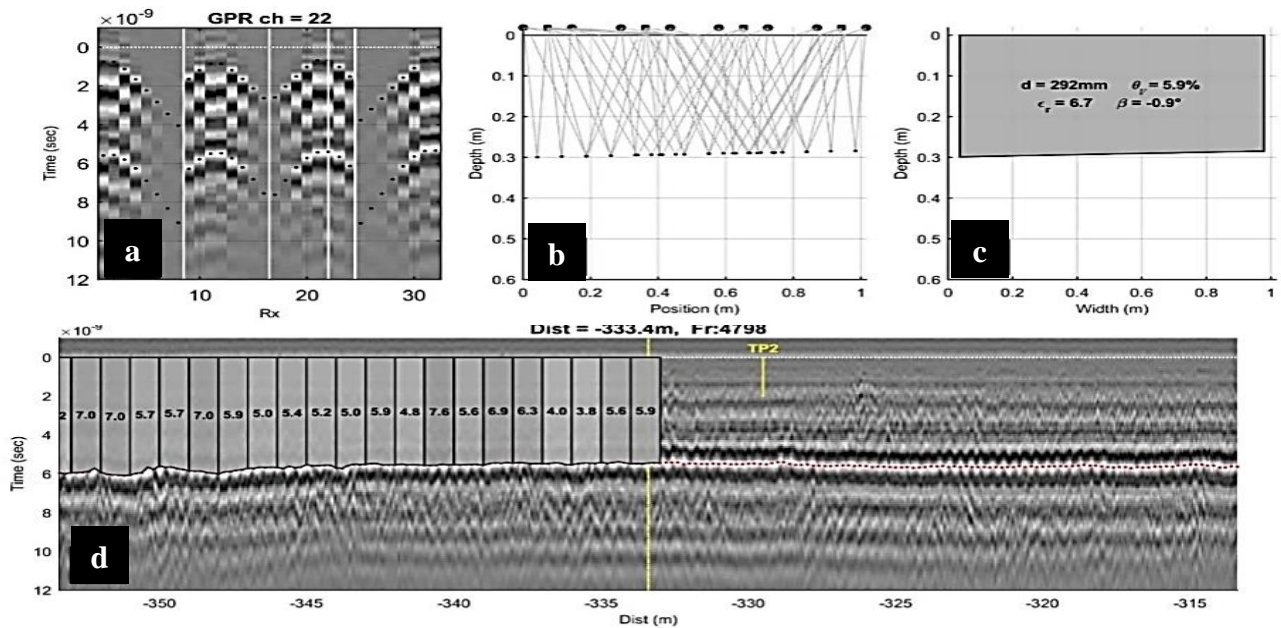 × 10⁻⁹ GPR ch = 22
0
2
4
6
8
10
12
Time (sec)
10 20 30
Rx
a
0
0.1
0.2
0.3
0.4
0.5
0.6
Depth (m)
0 0.2 0.4 0.6 0.8 1
Position (m)
b
0
0.1
0.2
0.3
0.4
0.5
0.6
Depth (m)
d = 292mm θᵥ = 5.9%
ϵᵣ = 6.7 β = -0.9°
0 0.2 0.4 0.6 0.8 1
Width (m)
c
× 10⁻⁹ Dist = -333.4m, Fr:4798
TP2
0
2
4
6
8
10
12
Time (sec)
2 7.0 7.0 5.7 5.7 7.0 5.9 5.0 5.4 5.2 5.0 5.9 4.8 7.6 5.6 6.9 6.3 4.0 3.8 5.6 5.9
d
-350 -345 -340 -335 -330 -325 -320 -315
Dist (m)